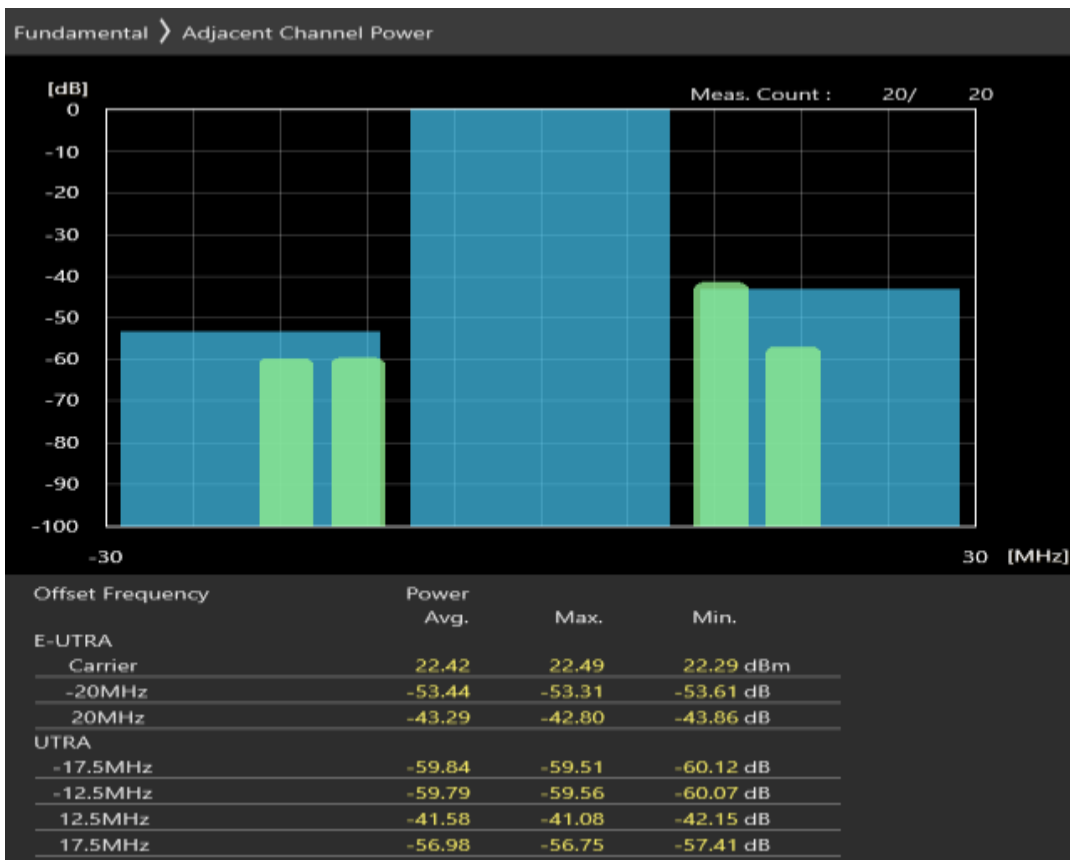 Fundamental 》 Adjacent Channel Power
[dB]
Meas. Count : 20/ 20
0
-10
-20
-30
-40
-50
-60
-70
-80
-90
-100
-30 30 [MHz]
Offset Frequency Power
Avg. Max. Min.
E-UTRA
Carrier 22.42 22.49 22.29 dBm
-20MHz -53.44 -53.31 -53.61 dB
20MHz -43.29 -42.80 -43.86 dB
UTRA
-17.5MHz -59.84 -59.51 -60.12 dB
-12.5MHz -59.79 -59.56 -60.07 dB
12.5MHz -41.58 -41.08 -42.15 dB
17.5MHz -56.98 -56.75 -57.41 dB